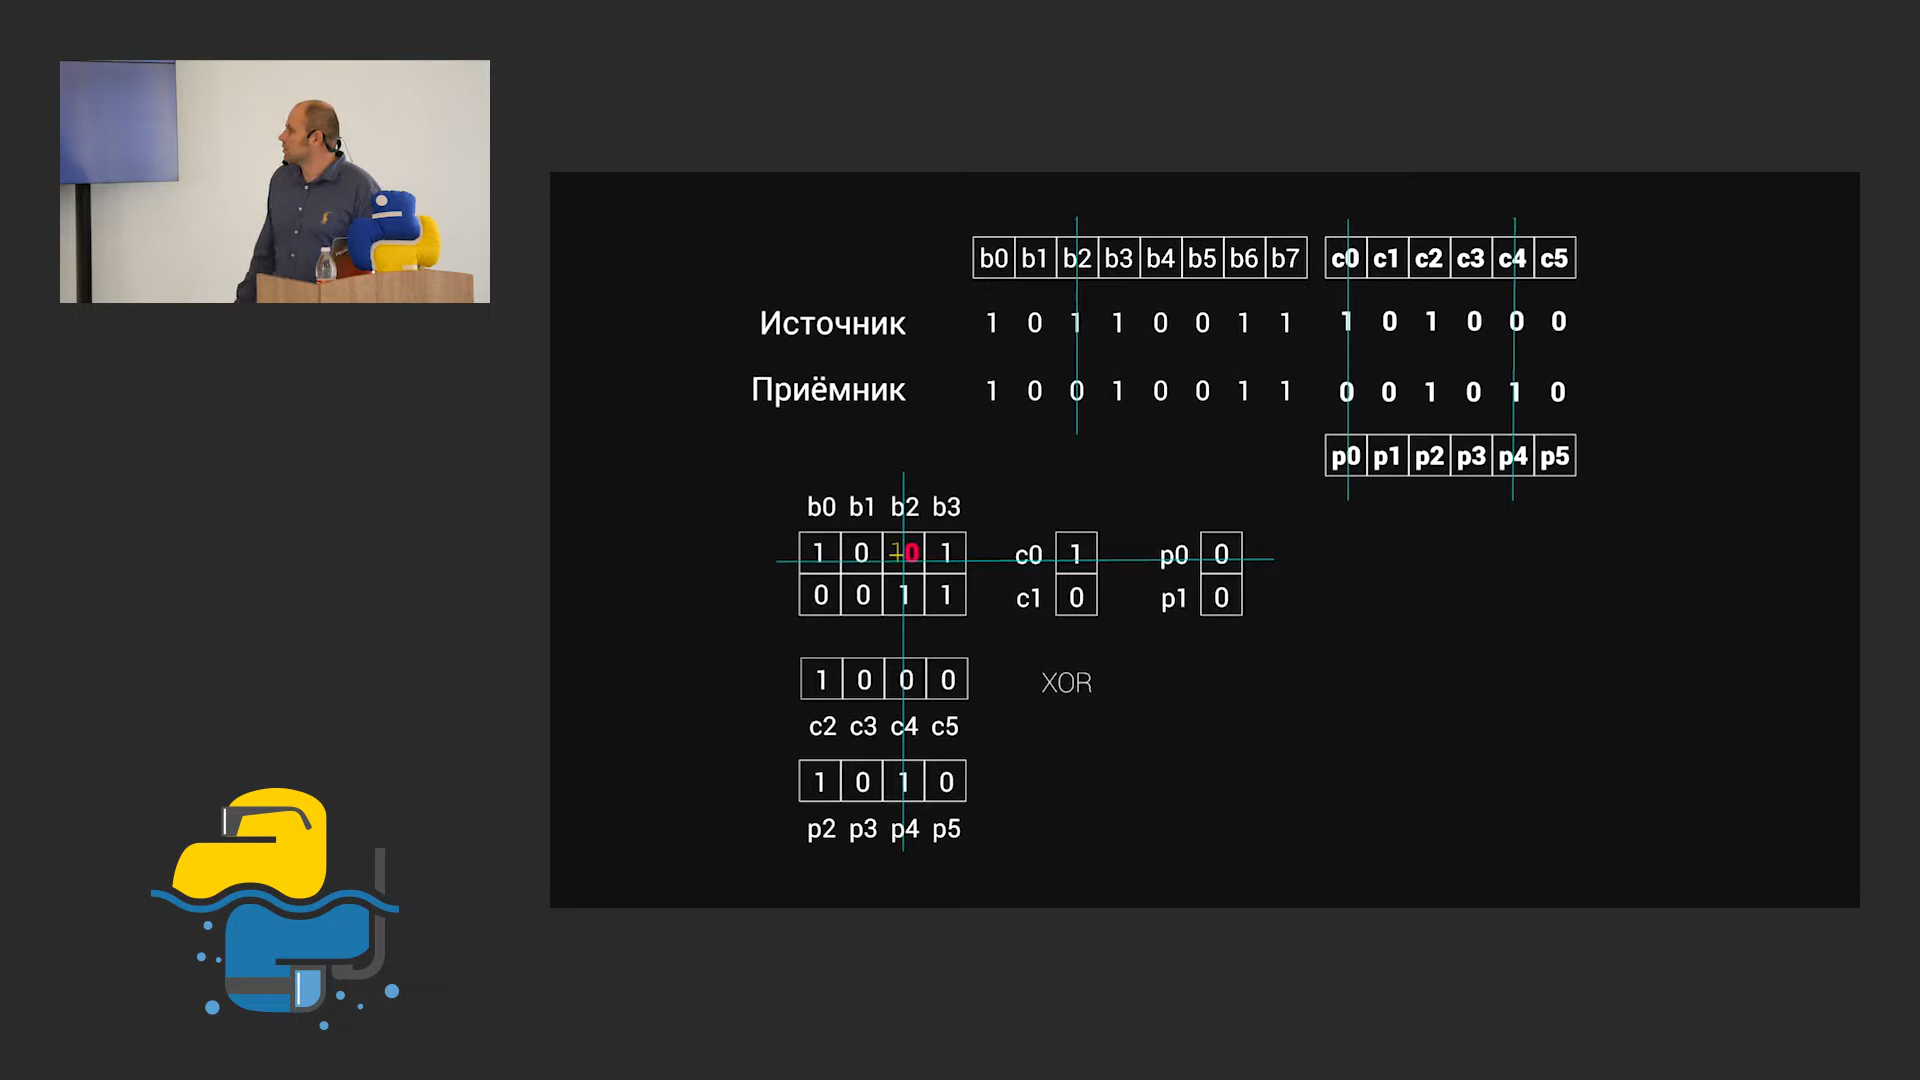 b0 b1 b2 b3 b4 b5 b6 b7 c0 c1 c2 c3 c4 c5
Источник 1 0 1 1 0 0 1 1 1 0 1 0 0 0
Приёмник 1 0 0 1 0 0 1 1 0 0 1 0 1 0
p0 p1 p2 p3 p4 p5
b0 b1 b2 b3
1 0 10 1 c0 1 p0 0
0 0 1 1 c1 0 p1 0
1 0 0 0 XOR
c2 c3 c4 c5
1 0 1 0
p2 p3 p4 p5